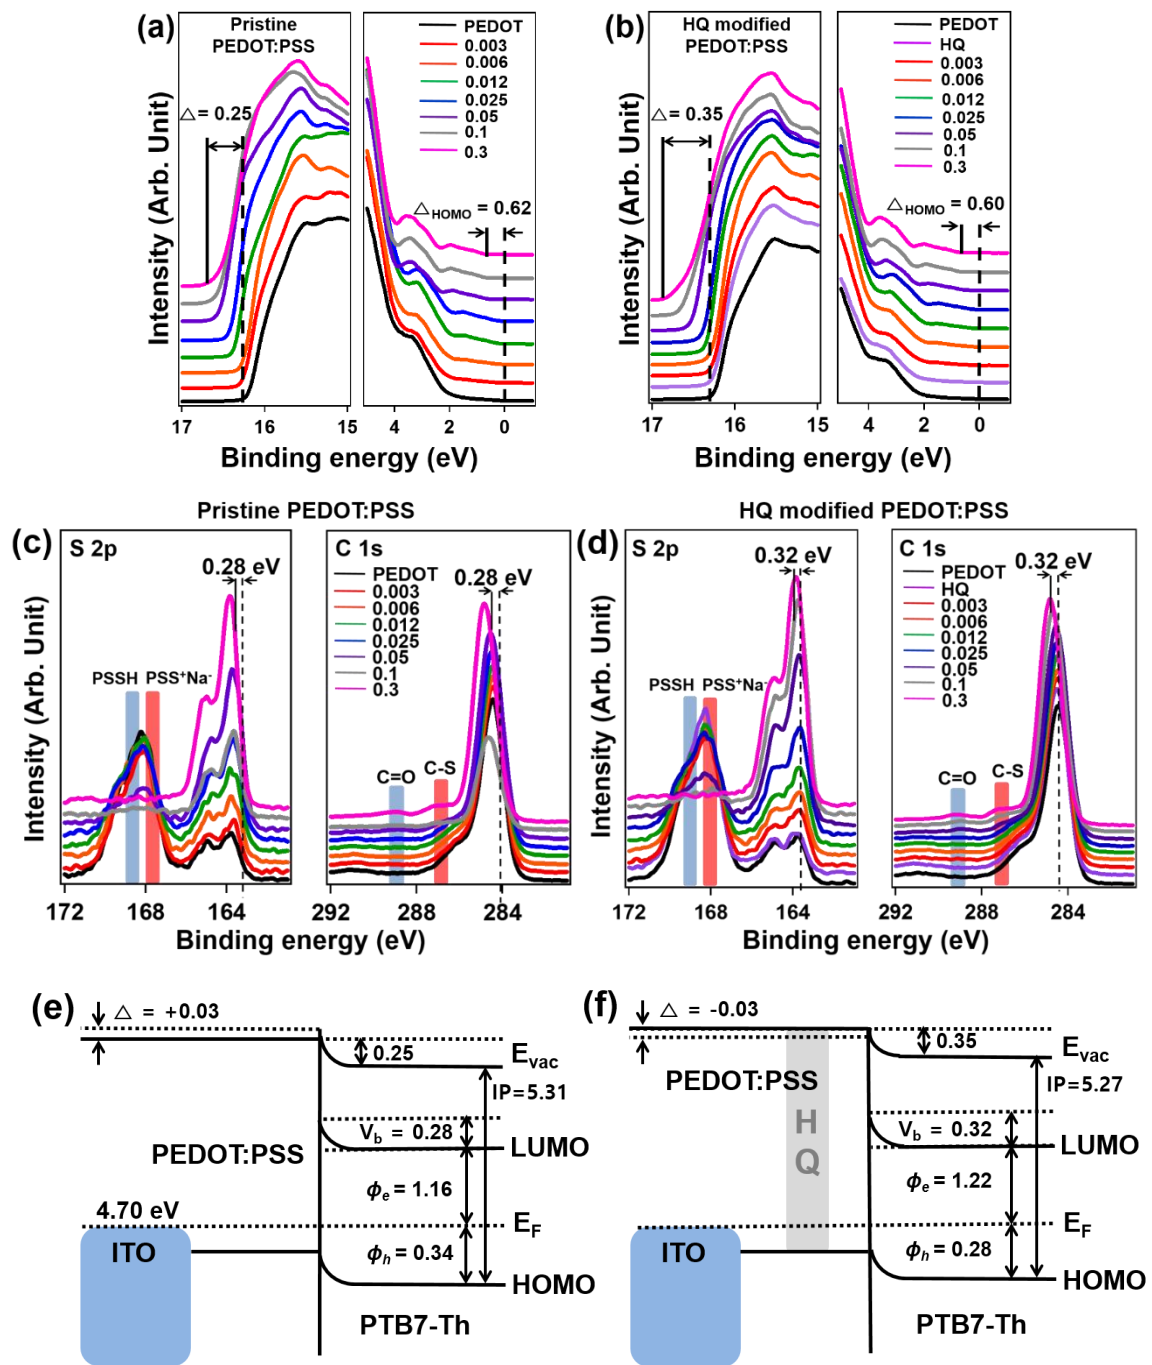 (a)
Pristine
PEDOT:PSS
PEDOT
0.003
0.006
0.012
0.025
0.05
0.1
0.3
△= 0.25
△HOMO = 0.62
Intensity (Arb. Unit)
17 16 15 4 2 0
Binding energy (eV)
(b)
HQ modified
PEDOT:PSS
PEDOT
HQ
0.003
0.006
0.012
0.025
0.05
0.1
0.3
△= 0.35
△HOMO = 0.60
Intensity (Arb. Unit)
17 16 15 4 2 0
Binding energy (eV)
Pristine PEDOT:PSS
(c)
S 2p
0.28 eV
PSSH
PSS+Na-
C 1s
0.28 eV
PEDOT
0.003
0.006
0.012
0.025
0.05
0.1
0.3
C=O
C-S
Intensity (Arb. Unit)
172 168 164 292 288 284
Binding energy (eV)
HQ modified PEDOT:PSS
(d)
S 2p
0.32 eV
PSSH
PSS+Na-
C 1s
0.32 eV
PEDOT
HQ
0.003
0.006
0.012
0.025
0.05
0.1
0.3
C=O
C-S
Intensity (Arb. Unit)
172 168 164 292 288 284
Binding energy (eV)
(e)
△ = +0.03
0.25
Evac
IP=5.31
Vb = 0.28
LUMO
PEDOT:PSS
ϕe = 1.16
4.70 eV
EF
ITO
ϕh = 0.34
HOMO
PTB7-Th
(f)
△ = -0.03
0.35
Evac
PEDOT:PSS
IP=5.27
H
Q
Vb = 0.32
LUMO
ϕe = 1.22
EF
ITO
ϕh = 0.28
HOMO
PTB7-Th